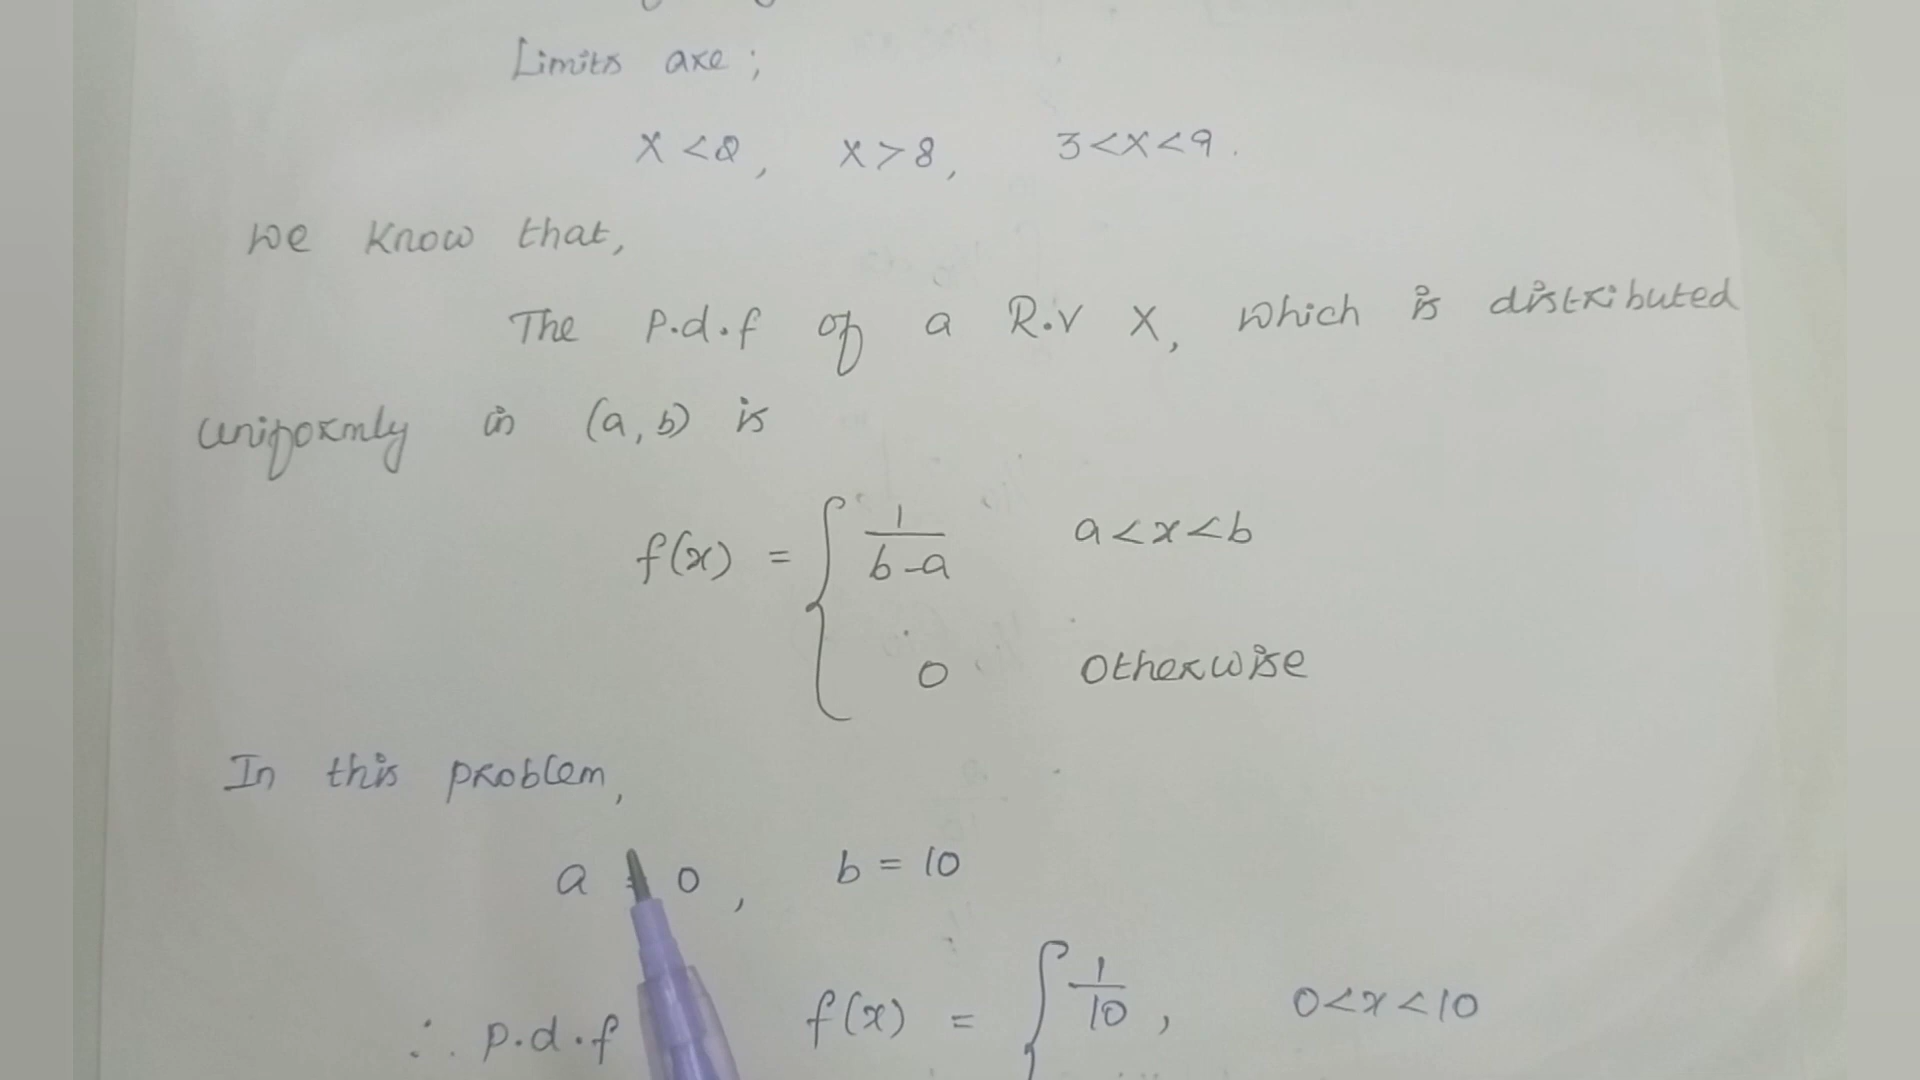 Limits are;
X < 2, X > 8, 3 < X < 9.
We know that,
The P.d.f of a R.V X, which is distributed
uniformly in (a, b) is
f(x) = { 1/(b-a) a < x < b
0 otherwise
In this problem,
a = 0, b = 10
∴ P.d.f f(x) = { 1/10, 0 < x < 10